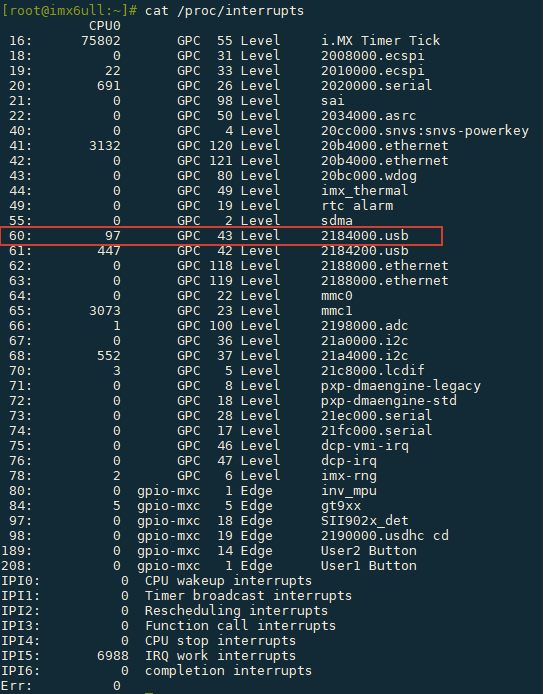 [root@imx6ull:~]# cat /proc/interrupts
           CPU0
 16:      75802       GPC  55 Level     i.MX Timer Tick
 18:          0       GPC  31 Level     2008000.ecspi
 19:         22       GPC  33 Level     2010000.ecspi
 20:        691       GPC  26 Level     2020000.serial
 21:          0       GPC  98 Level     sai
 22:          0       GPC  50 Level     2034000.asrc
 40:          0       GPC   4 Level     20cc000.snvs:snvs-powerkey
 41:       3132       GPC 120 Level     20b4000.ethernet
 42:          0       GPC 121 Level     20b4000.ethernet
 43:          0       GPC  80 Level     20bc000.wdog
 44:          0       GPC  49 Level     imx_thermal
 49:          0       GPC  19 Level     rtc alarm
 55:          0       GPC   2 Level     sdma
 60:         97       GPC  43 Level     2184000.usb
 61:        447       GPC  42 Level     2184200.usb
 62:          0       GPC 118 Level     2188000.ethernet
 63:          0       GPC 119 Level     2188000.ethernet
 64:          0       GPC  22 Level     mmc0
 65:       3073       GPC  23 Level     mmc1
 66:          1       GPC 100 Level     2198000.adc
 67:          0       GPC  36 Level     21a0000.i2c
 68:        552       GPC  37 Level     21a4000.i2c
 70:          3       GPC   5 Level     21c8000.lcdif
 71:          0       GPC   8 Level     pxp-dmaengine-legacy
 72:          0       GPC  18 Level     pxp-dmaengine-std
 73:          0       GPC  28 Level     21ec000.serial
 74:          0       GPC  17 Level     21fc000.serial
 75:          0       GPC  46 Level     dcp-vmi-irq
 76:          0       GPC  47 Level     dcp-irq
 78:          2       GPC   6 Level     imx-rng
 80:          0  gpio-mxc   1 Edge      inv_mpu
 84:          5  gpio-mxc   5 Edge      gt9xx
 97:          0  gpio-mxc  18 Edge      SII902x_det
 98:          0  gpio-mxc  19 Edge      2190000.usdhc cd
189:          0  gpio-mxc  14 Edge      User2 Button
208:          0  gpio-mxc   1 Edge      User1 Button
IPI0:          0  CPU wakeup interrupts
IPI1:          0  Timer broadcast interrupts
IPI2:          0  Rescheduling interrupts
IPI3:          0  Function call interrupts
IPI4:          0  CPU stop interrupts
IPI5:       6988  IRQ work interrupts
IPI6:          0  completion interrupts
Err:          0